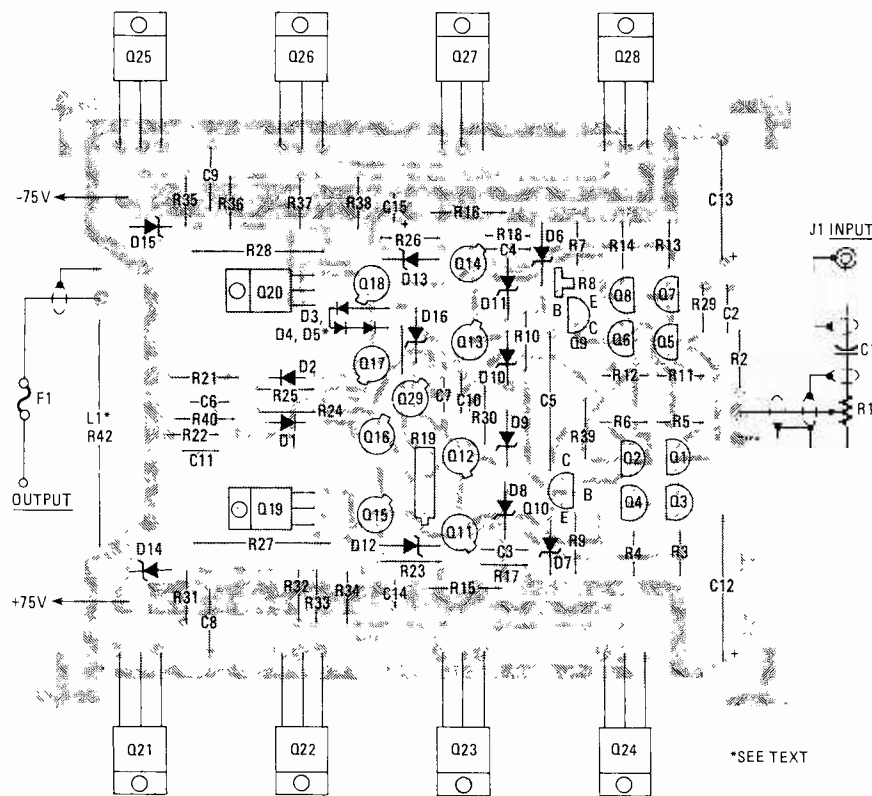 Q25 Q26 Q27 Q28
C9
C13
-75V R35 R36 R37 R38 C15 R16
+
D15 R28 R26 R18 C4 D6 R7 R14 R13
J1 INPUT
D13 Q14
+
Q20 Q18 D11 R8 Q8 Q7 R29
B E
C2
D3, D16 C
D4, D5* Q13 R10 Q9 Q6 Q5
C1
D2 Q17 D10 R2
R21 R12 R11
R25 Q29 C7 C10 C5
F1 C6 R24 R30 R1
L1* R40 D9 R39 R6 R5
R42 R22 D1 Q16 R19
C11 Q12 C Q2 Q1
OUTPUT D8 B
Q19 Q15 Q10 Q4 Q3
E
Q11
D14 R27 D12 C3 R9 R4 R3
R23 R17 D7
C12
+75V R31 R32 R33 R34 C14 R15
C8
+
Q21 Q22 Q23 Q24
*SEE TEXT